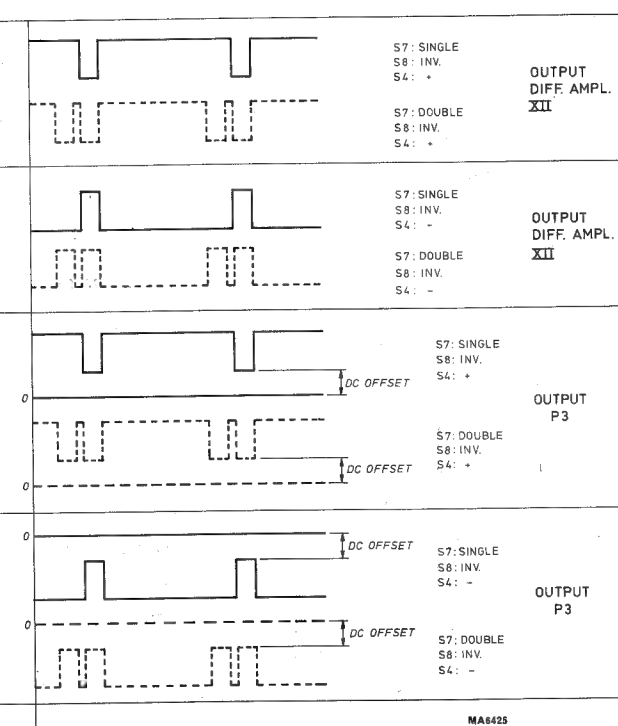 S7: SINGLE
S8: INV.
S4: +
OUTPUT
DIFF. AMPL.
XII
S7: DOUBLE
S8: INV.
S4: +
S7: SINGLE
S8: INV.
S4: -
OUTPUT
DIFF. AMPL.
XII
S7: DOUBLE
S8: INV.
S4: -
S7: SINGLE
S8: INV.
S4: +
DC OFFSET
0
OUTPUT
P3
S7: DOUBLE
S8: INV.
S4: +
DC OFFSET
0
0
DC OFFSET
S7: SINGLE
S8: INV.
S4: -
OUTPUT
P3
0
DC OFFSET
S7: DOUBLE
S8: INV.
S4: -
MA6425